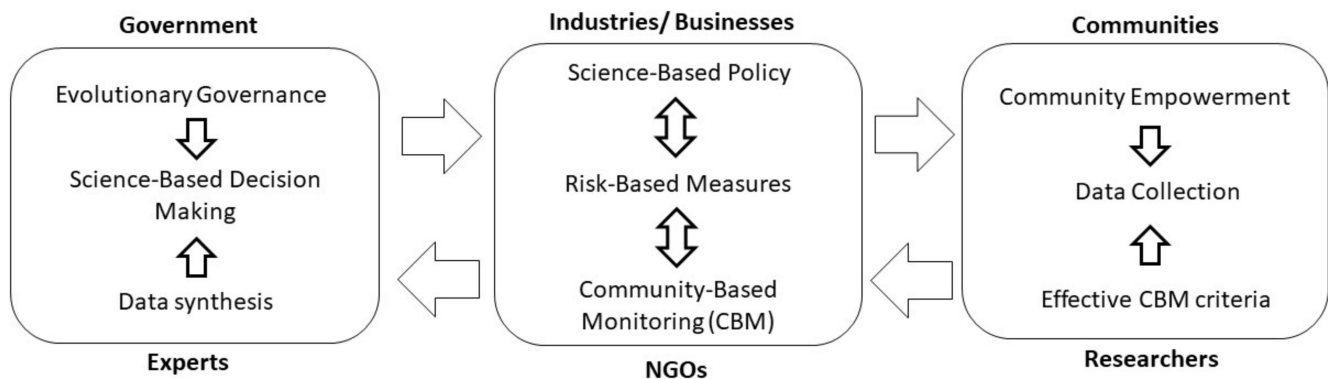 Government
Evolutionary Governance
Science-Based Decision
Making
Data synthesis
Experts
Industries/ Businesses
Science-Based Policy
Risk-Based Measures
Community-Based
Monitoring (CBM)
NGOs
Communities
Community Empowerment
Data Collection
Effective CBM criteria
Researchers